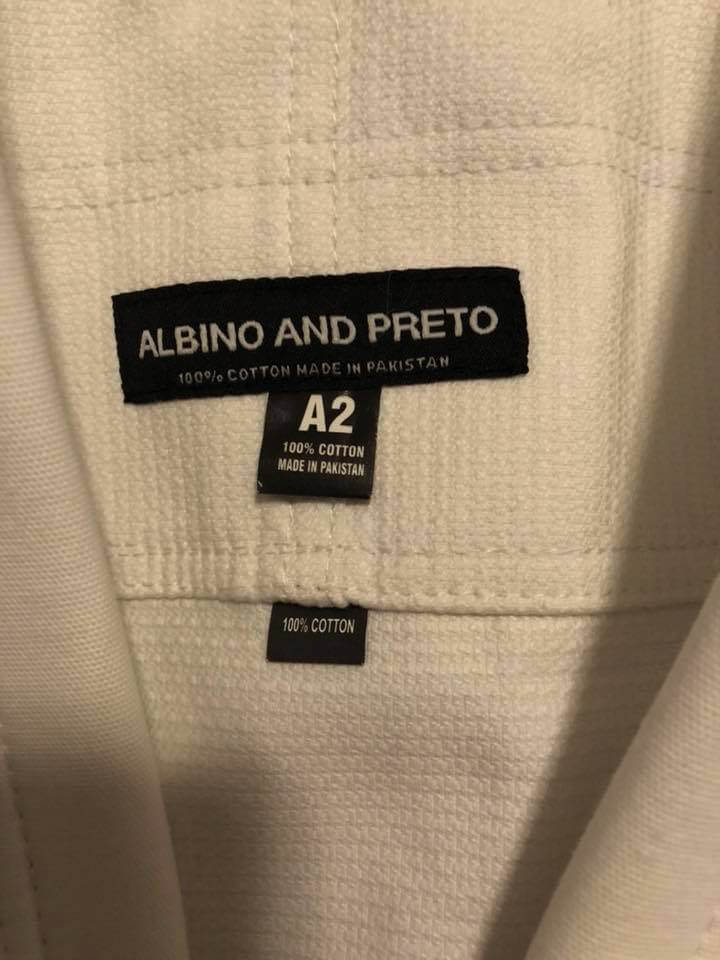 ALBINO AND PRETO
100% COTTON MADE IN PAKISTAN
A2
100% COTTON
MADE IN PAKISTAN
100% COTTON